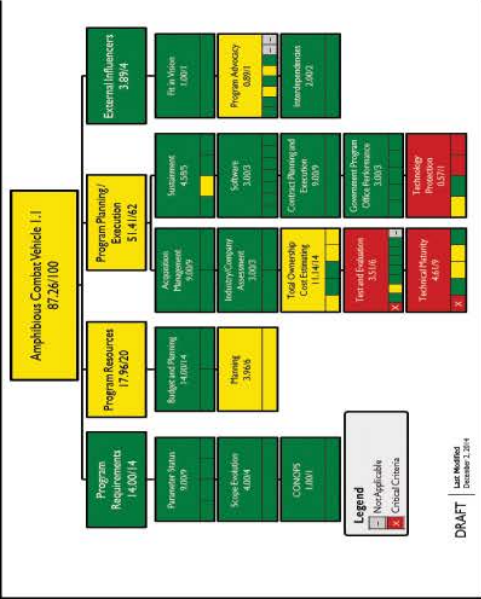 Amphibious Combat Vehicle 1.1
87.26/100
Program
Requirements
14.00/14
Parameter Status
9.00/9
Scope Evolution
4.00/4
CONOPS
1.00/1
Program Resources
17.96/20
Budget and Planning
14.00/14
Manning
3.96/6
Program Planning /
Execution
51.41/62
Acquisition
Management
9.00/9
Industry/Company
Assessment
3.00/3
Total Ownership
Cost Estimating
11.14/14
Test and Evaluation
3.51/6
X
–
Technical Maturity
4.61/9
X
Sustainment
4.58/5
Software
3.00/3
Contract Planning and
Execution
9.00/9
Government Program
Office Performance
3.00/3
Technology
Protection
0.57/1
External Influencers
3.89/4
Fit in Vision
1.00/1
Program Advocacy
0.89/1
–
–
Interdependencies
2.00/2
Legend
– Not Applicable
X Critical Criteria
DRAFT
Last Modified
December 2, 2014